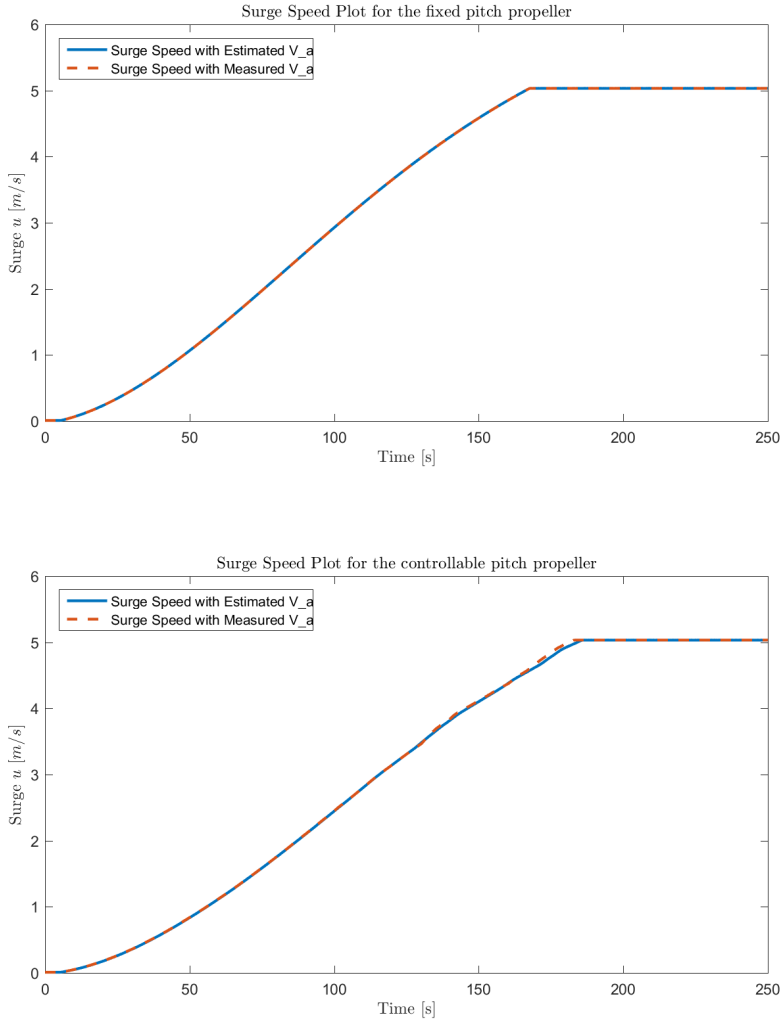 Surge Speed Plot for the fixed pitch propeller
6
Surge Speed with Estimated V_a
Surge Speed with Measured V_a
5
4
3
2
1
0
Surge u [m/s]
0 50 100 150 200 250
Time [s]
Surge Speed Plot for the controllable pitch propeller
6
Surge Speed with Estimated V_a
Surge Speed with Measured V_a
5
4
3
2
1
0
Surge u [m/s]
0 50 100 150 200 250
Time [s]